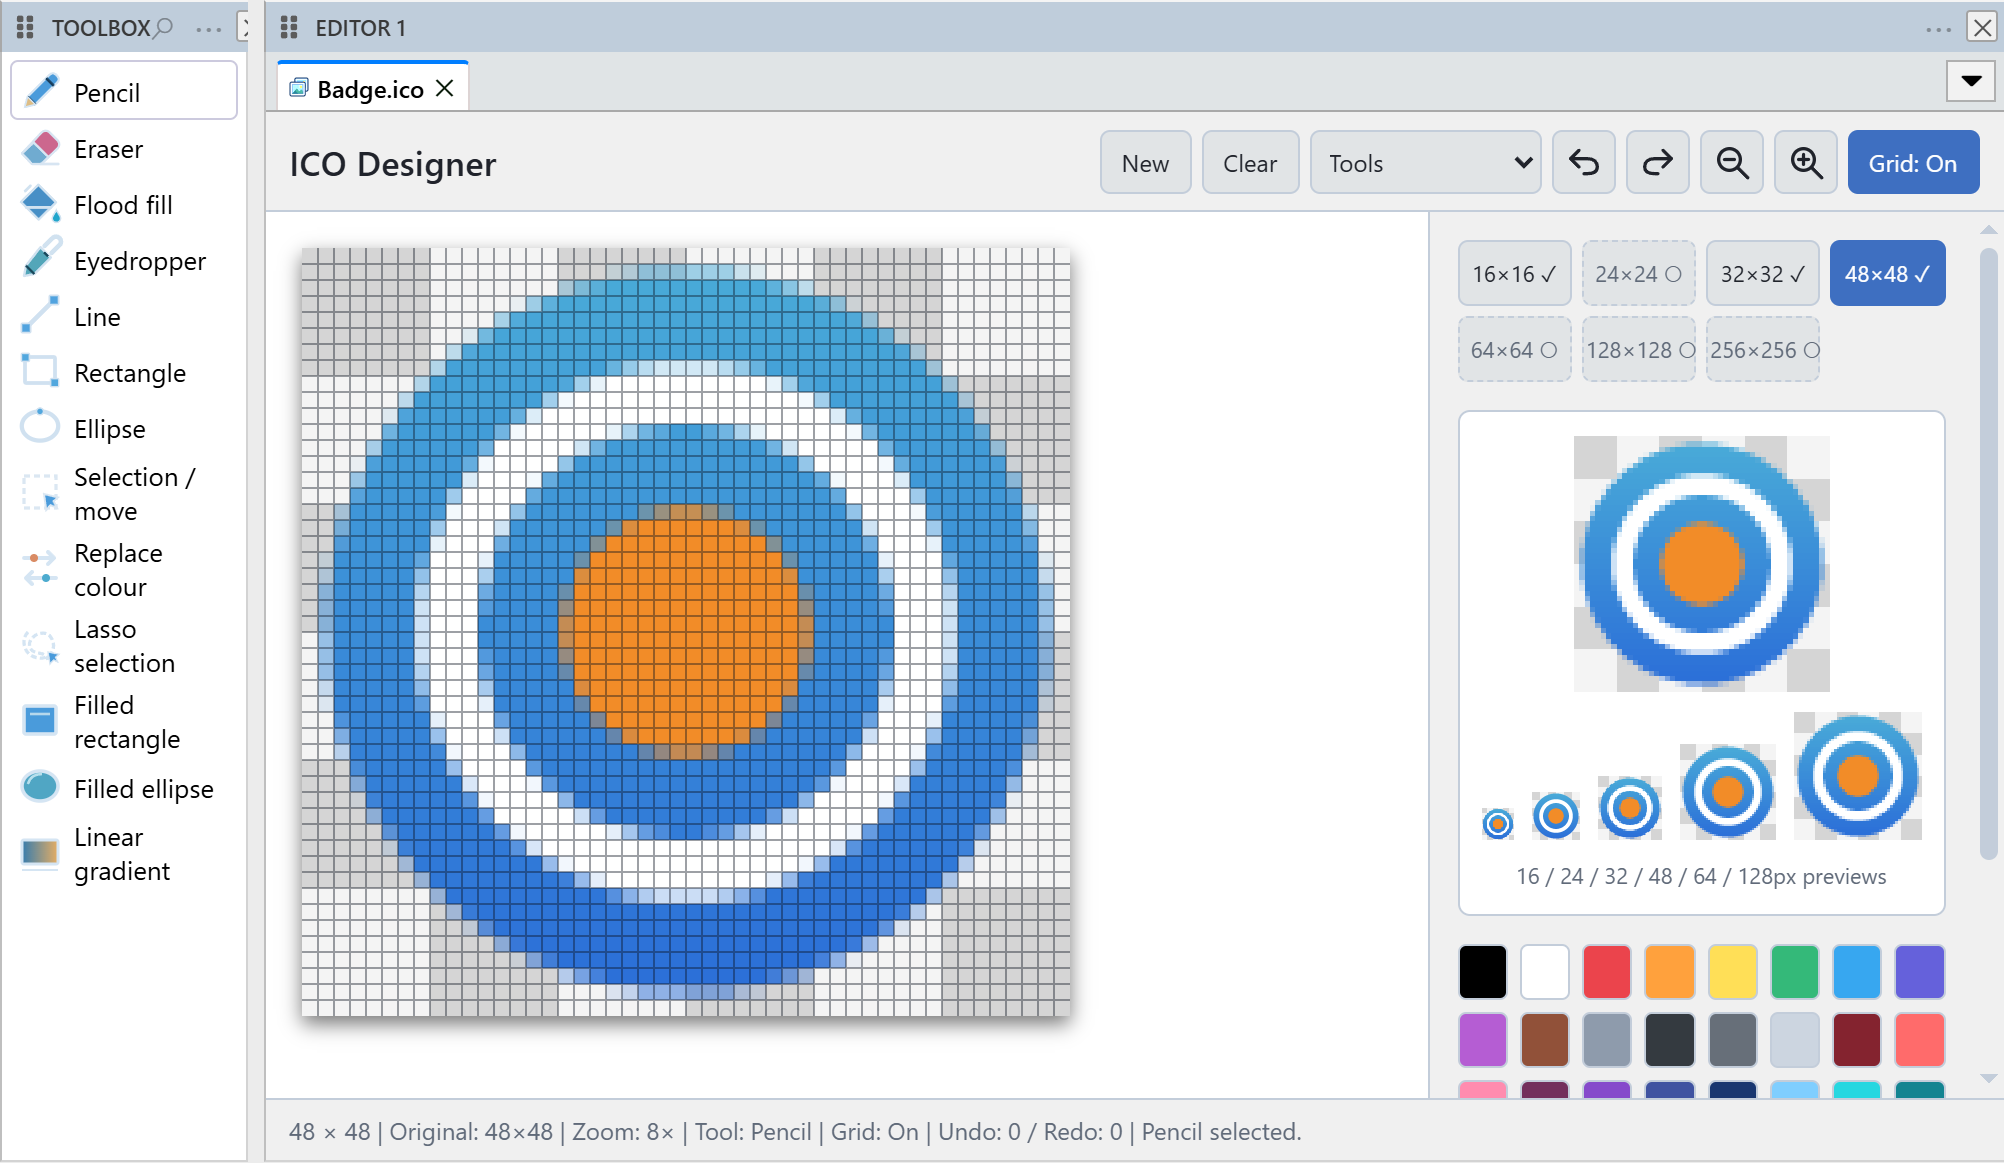 TOOLBOX
EDITOR 1
Badge.ico
Pencil
Eraser
Flood fill
Eyedropper
Line
Rectangle
Ellipse
Selection /
move
Replace
colour
Lasso
selection
Filled
rectangle
Filled ellipse
Linear
gradient
ICO Designer
New
Clear
Tools
Grid: On
16×16 ✓
24×24 ○
32×32 ✓
48×48 ✓
64×64 ○
128×128 ○
256×256 ○
16 / 24 / 32 / 48 / 64 / 128px previews
48 × 48 | Original: 48×48 | Zoom: 8× | Tool: Pencil | Grid: On | Undo: 0 / Redo: 0 | Pencil selected.